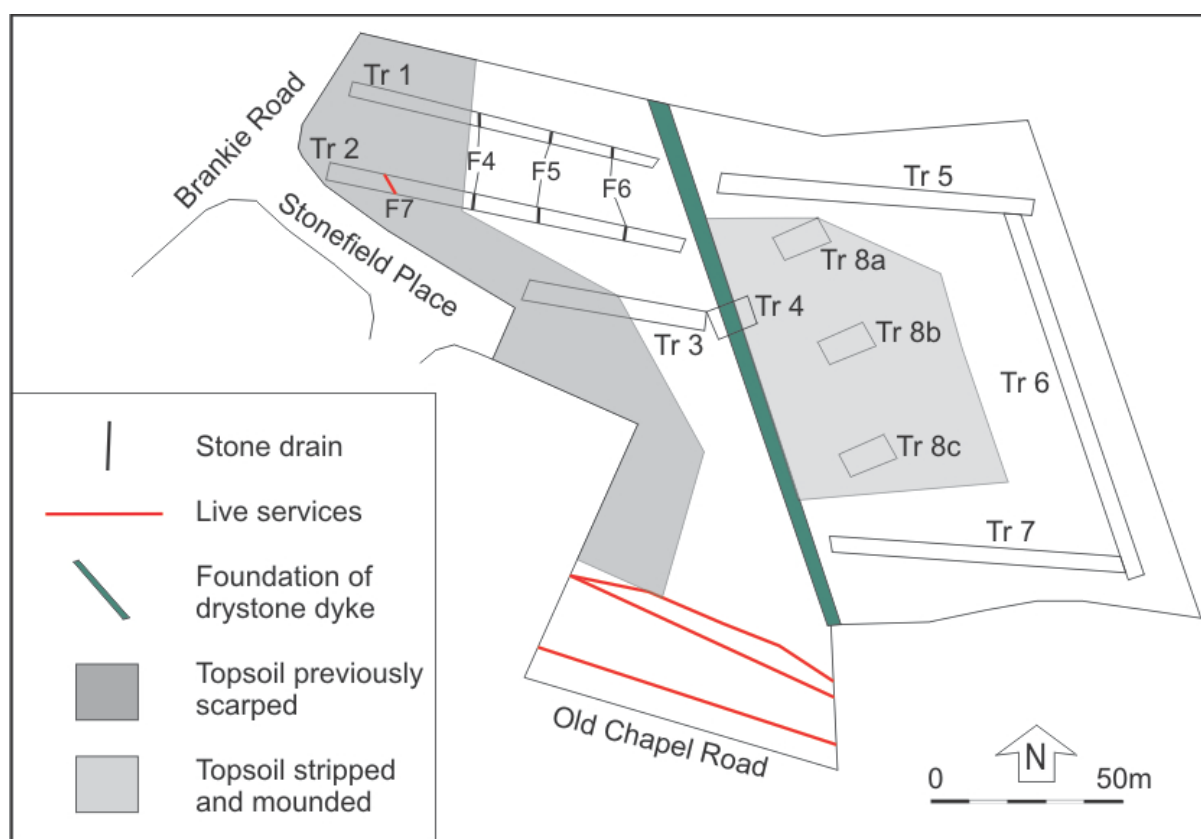 Tr 1
Brankie Road
Tr 2
F4
F5
F6
F7
Stonefield Place
Tr 5
Tr 8a
Tr 4
Tr 3
Tr 8b
Tr 6
Tr 8c
Tr 7
Old Chapel Road
Stone drain
Live services
Foundation of
drystone dyke
Topsoil previously
scarped
Topsoil stripped
and mounded
N
0 50m